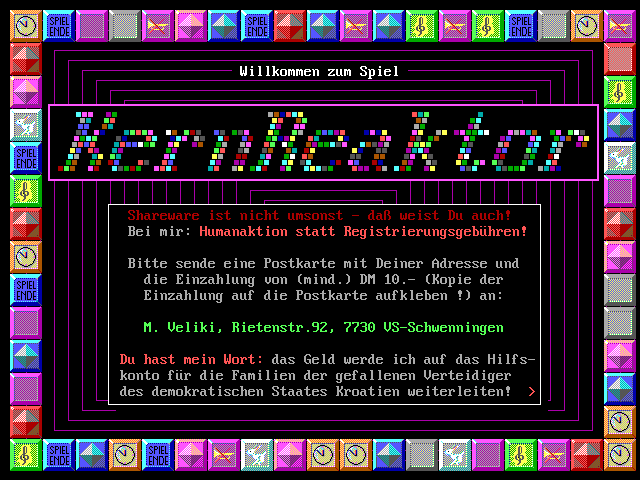 SPIEL ENDE
SPIEL ENDE
SPIEL ENDE
Willkommen zum Spiel
KernReaktor
SPIEL ENDE
SPIEL ENDE
Shareware ist nicht umsonst - daß weist Du auch!
Bei mir: Humanaktion statt Registrierungsgebühren!
Bitte sende eine Postkarte mit Deiner Adresse und
die Einzahlung von (mind.) DM 10.- (Kopie der
Einzahlung auf die Postkarte aufkleben !) an:
M. Veliki, Rietenstr.92, 7730 VS-Schwenningen
Du hast mein Wort: das Geld werde ich auf das Hilfs-
konto für die Familien der gefallenen Verteidiger
des demokratischen Staates Kroatien weiterleiten! >
SPIEL ENDE
SPIEL ENDE